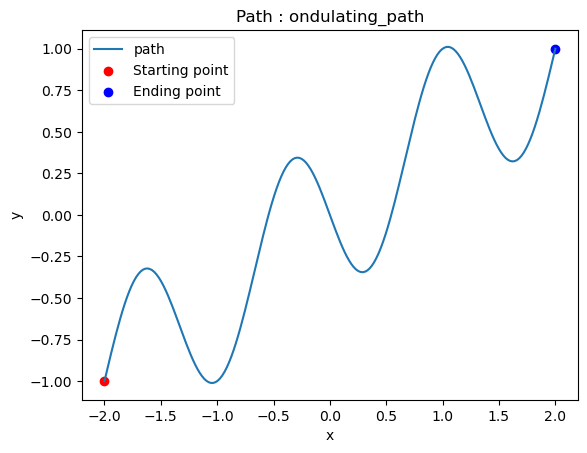 Path : ondulating_path
path
Starting point
Ending point
1.00
0.75
0.50
0.25
0.00
−0.25
−0.50
−0.75
−1.00
y
−2.0 −1.5 −1.0 −0.5 0.0 0.5 1.0 1.5 2.0
x